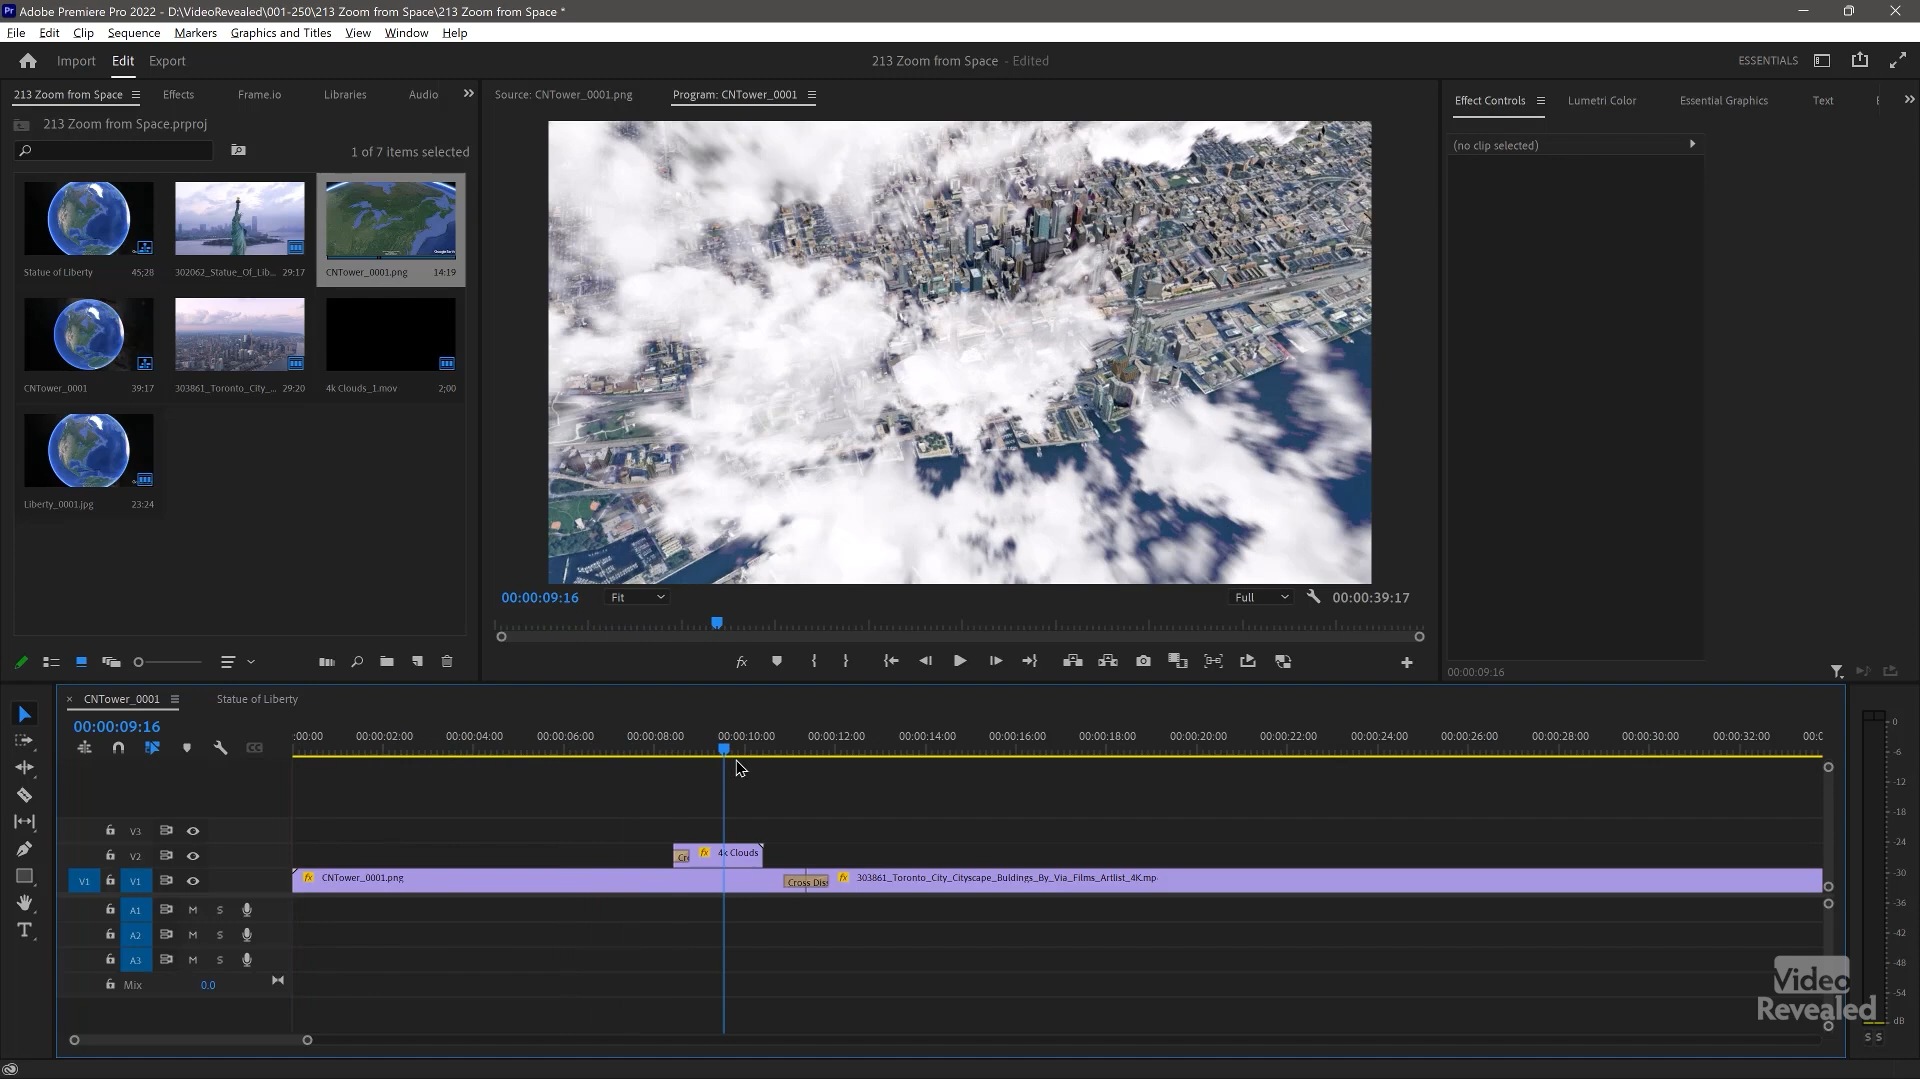 Adobe Premiere Pro 2022 - D:\VideoRevealed\001-250\213 Zoom from Space\213 Zoom from Space *
File Edit Clip Sequence Markers Graphics and Titles View Window Help
Import Edit Export
213 Zoom from Space - Edited
ESSENTIALS
213 Zoom from Space Effects Frame.io Libraries Audio
213 Zoom from Space.prproj
1 of 7 items selected
Statue of Liberty 45;28
302062_Statue_Of_Lib... 29:17
CNTower_0001.png 14:19
CNTower_0001 39:17
303861_Toronto_City_... 29:20
4k Clouds_1.mov 2;00
Liberty_0001.jpg 23:24
Source: CNTower_0001.png Program: CNTower_0001
00:00:09:16 Fit Full 00:00:39:17
Effect Controls Lumetri Color Essential Graphics Text
(no clip selected)
00:00:09:16
CNTower_0001 Statue of Liberty
00:00:09:16
:00:00 00:00:02:00 00:00:04:00 00:00:06:00 00:00:08:00 00:00:10:00 00:00:12:00 00:00:14:00 00:00:16:00 00:00:18:00 00:00:20:00 00:00:22:00 00:00:24:00 00:00:26:00 00:00:28:00 00:00:30:00 00:00:32:00 00:0
V3
V2 fx 4k Clouds
V1 V1 fx CNTower_0001.png Cross Dis fx 303861_Toronto_City_Cityscape_Buldings_By_Via_Films_Artlist_4K.mp
A1 M S
A2 M S
A3 M S
Mix 0.0
0
-6
-12
-18
-24
-30
-36
-42
-48
-54
dB
S S
Video
Revealed